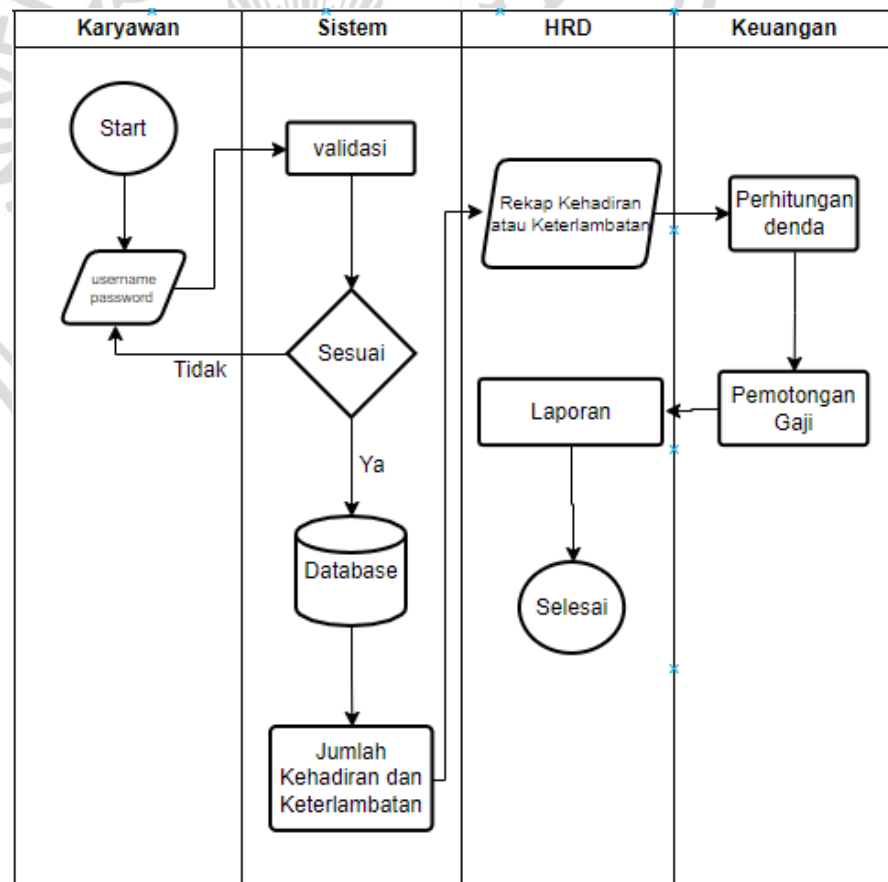 Karyawan
Sistem
HRD
Keuangan
Start
username
password
validasi
Sesuai
Tidak
Ya
Database
Jumlah
Kehadiran dan
Keterlambatan
Rekap Kehadiran
atau Keterlambatan
Perhitungan
denda
Pemotongan
Gaji
Laporan
Selesai